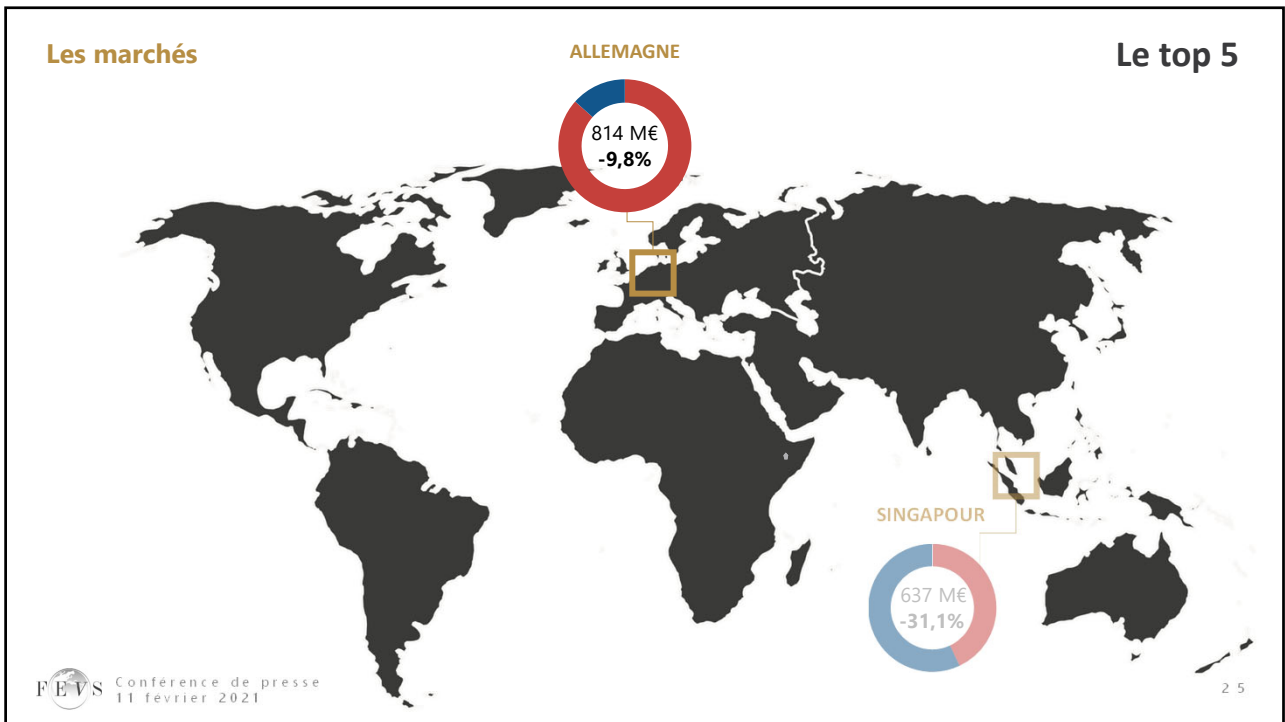 Les marchés
Le top 5
ALLEMAGNE
814 M€
-9,8%
SINGAPOUR
637 M€
-31,1%
FEVS
Conférence de presse
11 février 2021
25